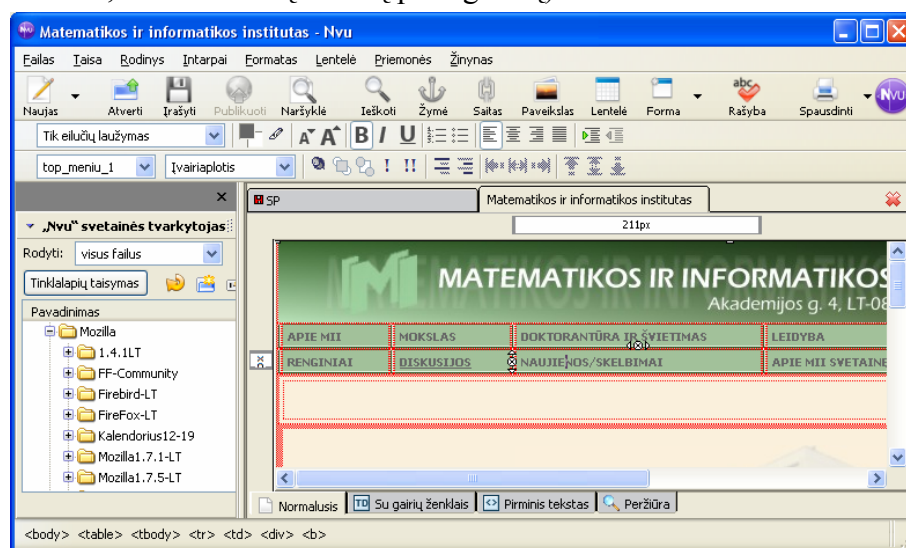 Matematikos ir informatikos institutas - Nvu
Failas Taisa Rodinys Intarpai Formatas Lentelė Priemonės Žinynas
Naujas Atverti Įrašyti Publikuoti Naršyklė Ieškoti Žymė Saitas Paveikslas Lentelė Forma Rašyba Spausdinti
Tik eilučių laužymas
top_meniu_1 Įvairiaplotis
SP Matematikos ir informatikos institutas
„Nvu“ svetainės tvarkytojas
211px
Rodyti: visus failus
Tinklalapių taisymas
Pavadinimas
Mozilla
1.4.1LT
FF-Community
Firebird-LT
FireFox-LT
Kalendorius12-19
Mozilla1.7.1-LT
Mozilla1.7.5-LT
MATEMATIKOS IR INFORMATIKOS
Akademijos g. 4, LT-08
APIE MII MOKSLAS DOKTORANTŪRA IR ŠVIETIMAS LEIDYBA
RENGINIAI DISKUSIJOS NAUJIENOS/SKELBIMAI APIE MII SVETAINĘ
Normalusis Su gairių ženklais Pirminis tekstas Peržiūra
<body> <table> <tbody> <tr> <td> <div> <b>